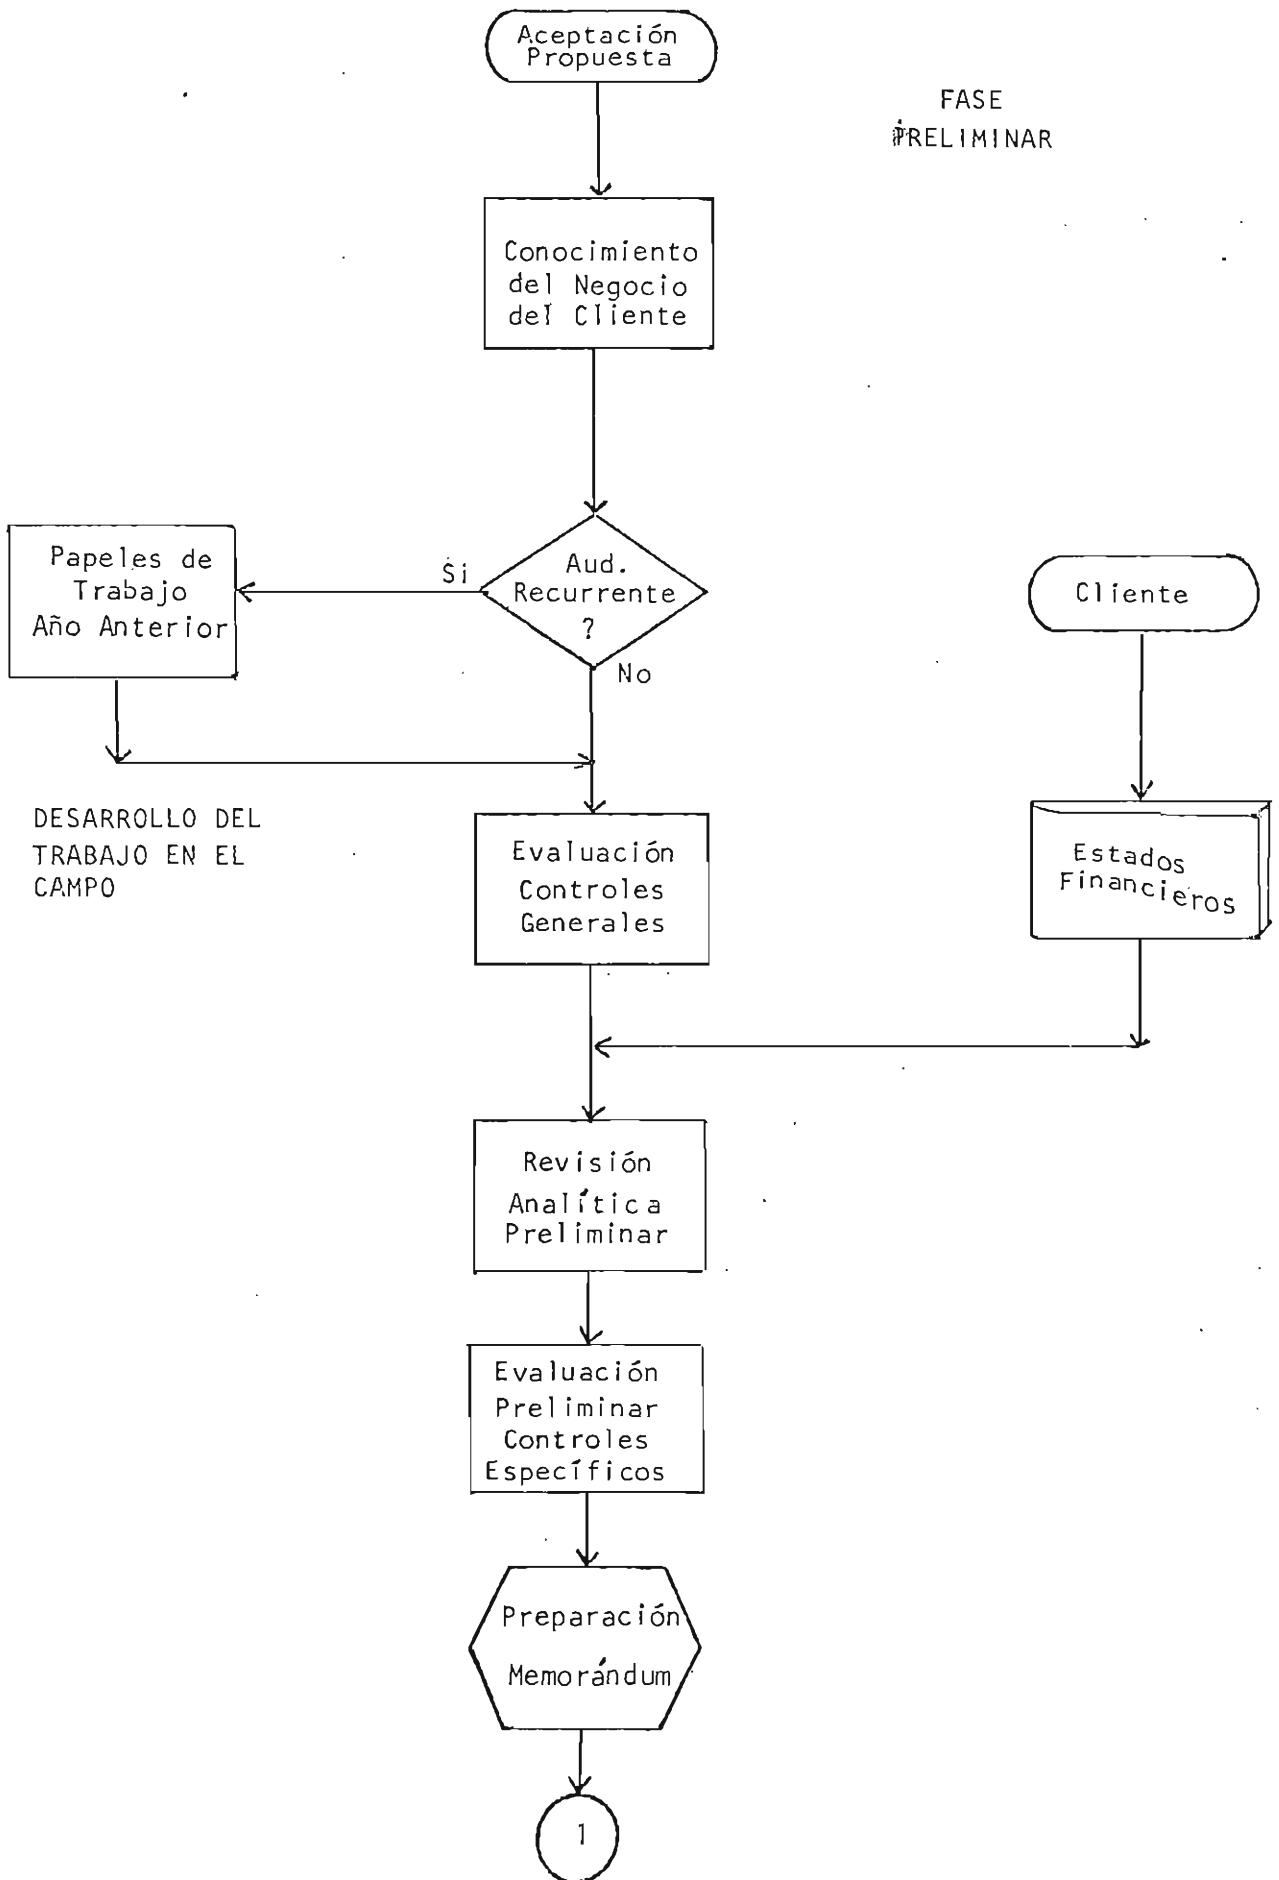 Aceptación
Propuesta
FASE
PRELIMINAR
Conocimiento
del Negocio
del Cliente
Papeles de
Trabajo
Año Anterior
Si
Aud.
Recurrente
?
No
Cliente
DESARROLLO DEL
TRABAJO EN EL
CAMPO
Evaluación
Controles
Generales
Estados
Financieros
Revisión
Analítica
Preliminar
Evaluación
Preliminar
Controles
Específicos
Preparación
Memorándum
1